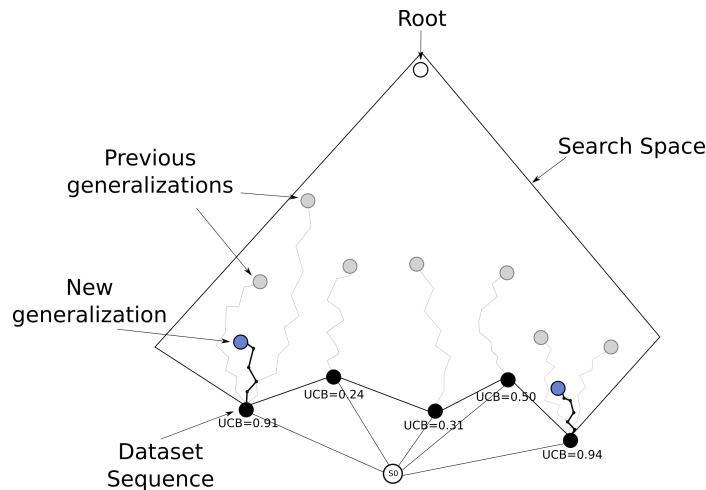 Root
Search Space
Previous
generalizations
New
generalization
UCB=0.24
UCB=0.50
UCB=0.91
UCB=0.31
Dataset
Sequence
UCB=0.94
S0